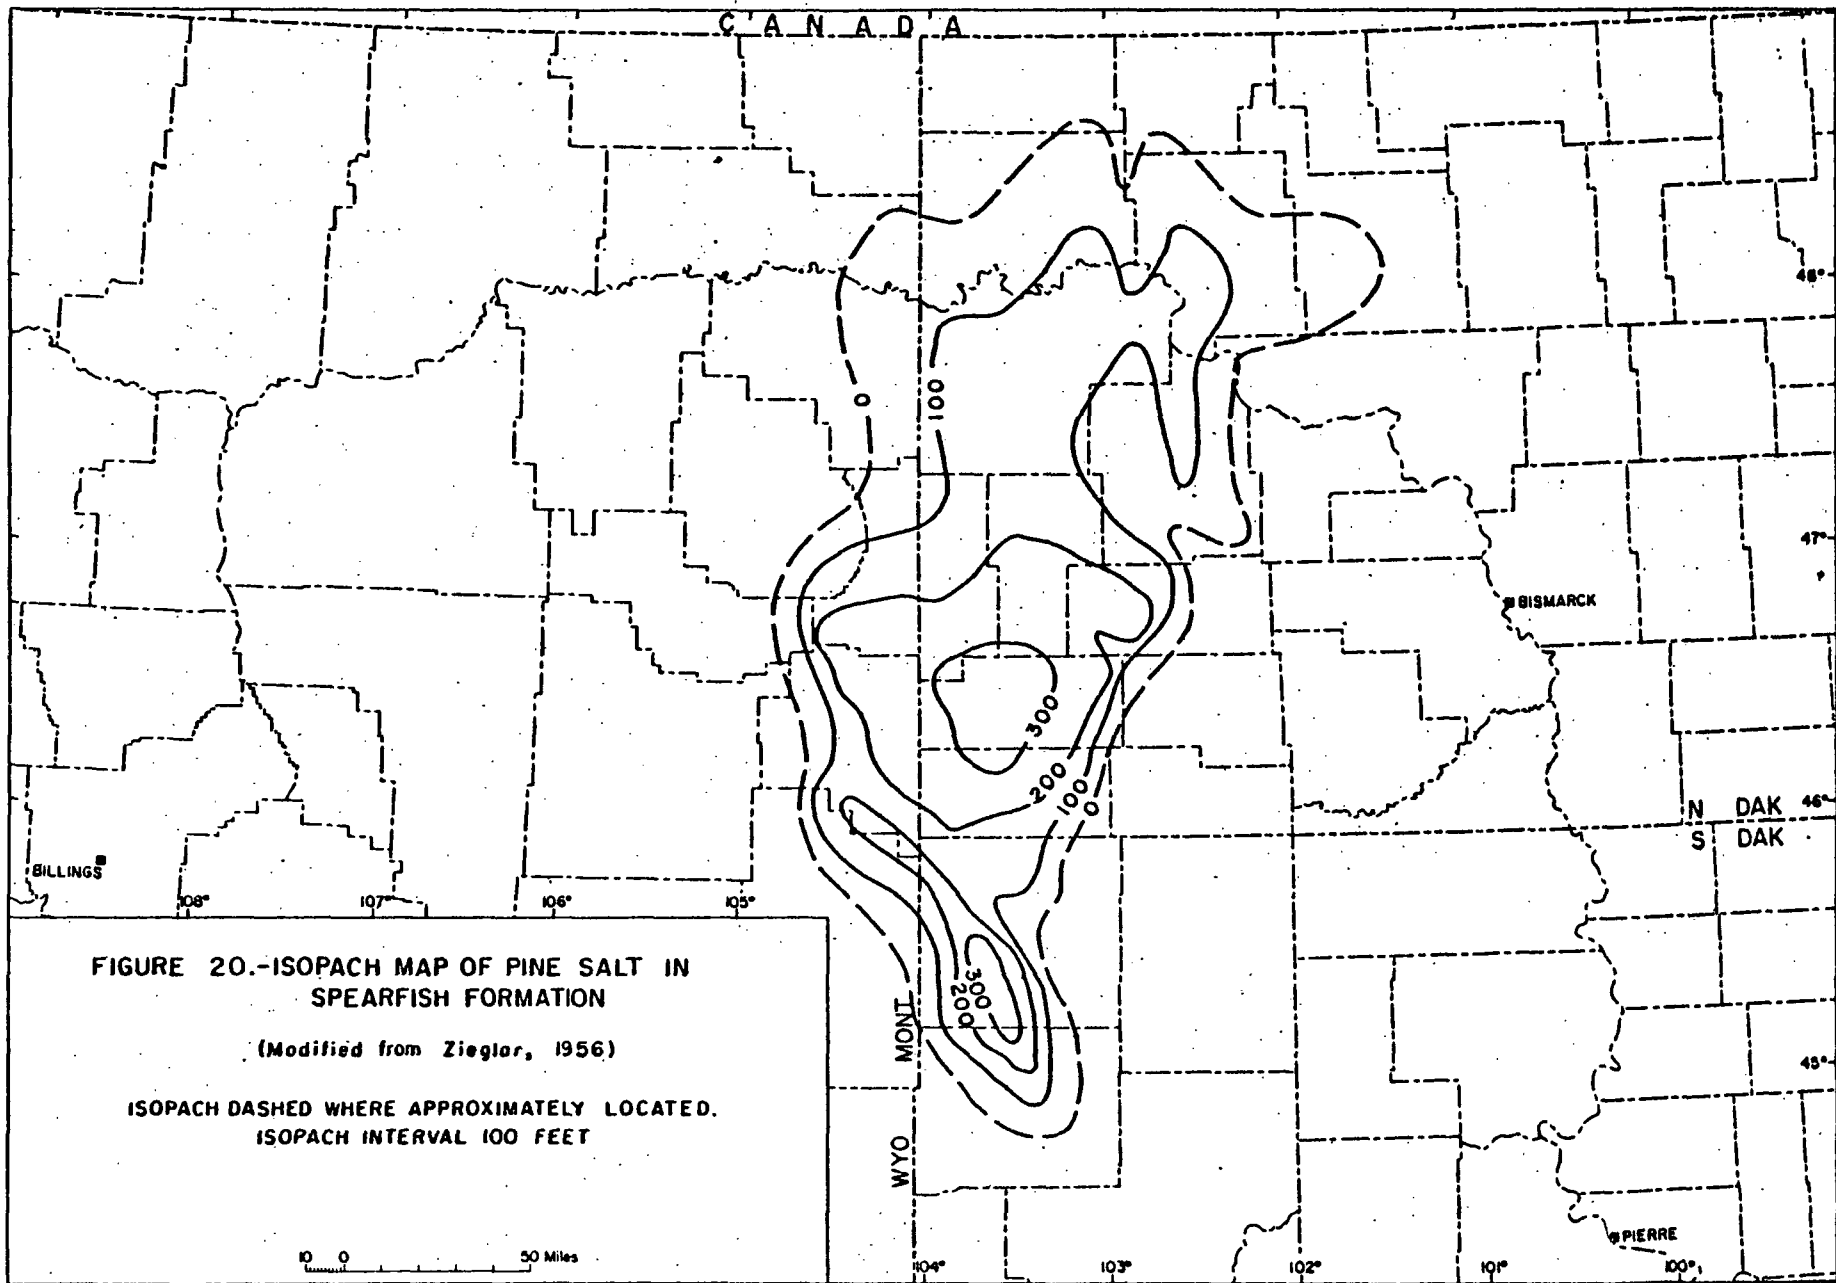 CANADA
0
100
48°
47°
BISMARCK
300
200
100
0
N DAK 46°
S DAK
BILLINGS
108° 107° 106° 105°
300
200
MONT
WYO
45°
FIGURE 20.-ISOPACH MAP OF PINE SALT IN
SPEARFISH FORMATION
(Modified from Zieglar, 1956)
ISOPACH DASHED WHERE APPROXIMATELY LOCATED.
ISOPACH INTERVAL 100 FEET
10 0 50 Miles
PIERRE
104° 103° 102° 101° 100°